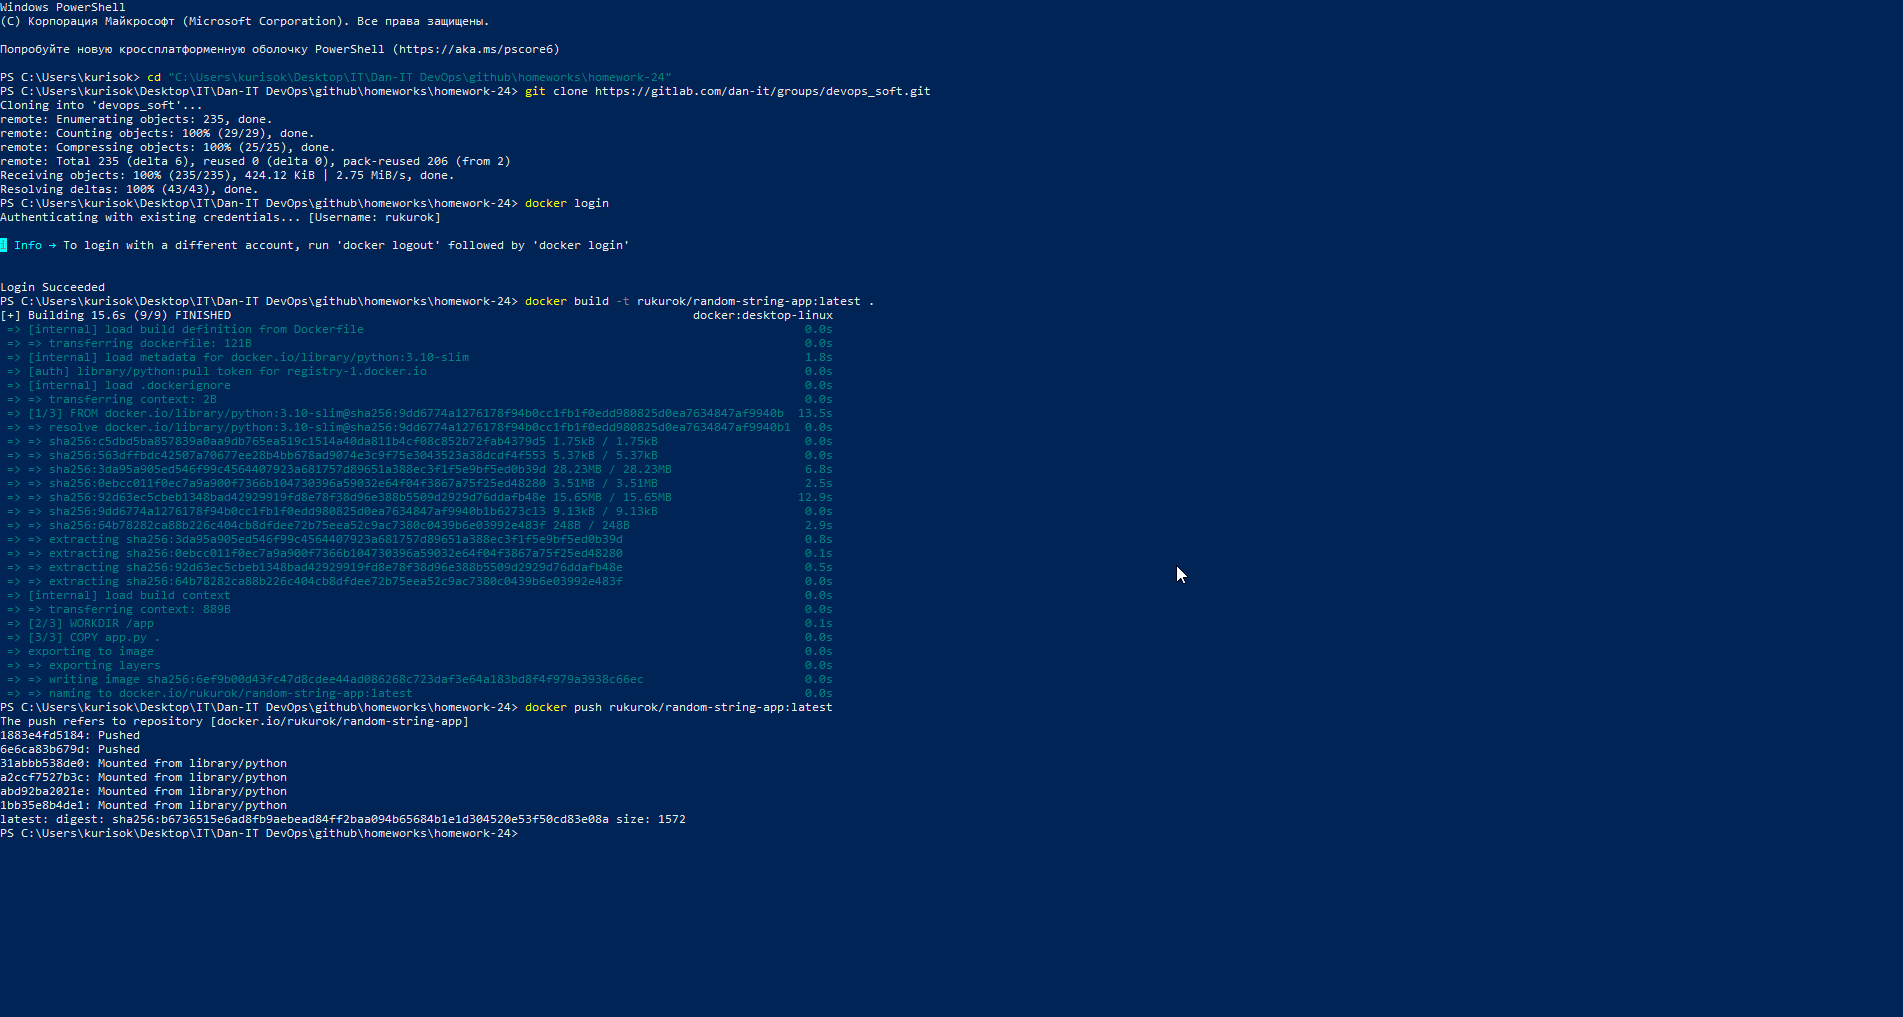 Windows PowerShell
(C) Корпорация Майкрософт (Microsoft Corporation). Все права защищены.
Попробуйте новую кроссплатформенную оболочку PowerShell (https://aka.ms/pscore6)
PS C:\Users\kurisok> cd "C:\Users\kurisok\Desktop\IT\Dan-IT DevOps\github\homeworks\homework-24"
PS C:\Users\kurisok\Desktop\IT\Dan-IT DevOps\github\homeworks\homework-24> git clone https://gitlab.com/dan-it/groups/devops_soft.git
Cloning into 'devops_soft'...
remote: Enumerating objects: 235, done.
remote: Counting objects: 100% (29/29), done.
remote: Compressing objects: 100% (25/25), done.
remote: Total 235 (delta 6), reused 0 (delta 0), pack-reused 206 (from 2)
Receiving objects: 100% (235/235), 424.12 KiB | 2.75 MiB/s, done.
Resolving deltas: 100% (43/43), done.
PS C:\Users\kurisok\Desktop\IT\Dan-IT DevOps\github\homeworks\homework-24> docker login
Authenticating with existing credentials... [Username: rukurok]
i Info → To login with a different account, run 'docker logout' followed by 'docker login'
Login Succeeded
PS C:\Users\kurisok\Desktop\IT\Dan-IT DevOps\github\homeworks\homework-24> docker build -t rukurok/random-string-app:latest .
[+] Building 15.6s (9/9) FINISHED docker:desktop-linux
=> [internal] load build definition from Dockerfile 0.0s
=> => transferring dockerfile: 121B 0.0s
=> [internal] load metadata for docker.io/library/python:3.10-slim 1.8s
=> [auth] library/python:pull token for registry-1.docker.io 0.0s
=> [internal] load .dockerignore 0.0s
=> => transferring context: 2B 0.0s
=> [1/3] FROM docker.io/library/python:3.10-slim@sha256:9dd6774a1276178f94b0cc1fb1f0edd980825d0ea7634847af9940b 13.5s
=> => resolve docker.io/library/python:3.10-slim@sha256:9dd6774a1276178f94b0cc1fb1f0edd980825d0ea7634847af9940b1 0.0s
=> => sha256:c5dbd5ba857839a0aa9db765ea519c1514a40da811b4cf08c852b72fab4379d5 1.75kB / 1.75kB 0.0s
=> => sha256:563dffbdc42507a70677ee28b4bb678ad9074e3c9f75e3043523a38dcdf4f553 5.37kB / 5.37kB 0.0s
=> => sha256:3da95a905ed546f99c4564407923a681757d89651a388ec3f1f5e9bf5ed0b39d 28.23MB / 28.23MB 6.8s
=> => sha256:0ebcc011f0ec7a9a900f7366b104730396a59032e64f04f3867a75f25ed48280 3.51MB / 3.51MB 2.5s
=> => sha256:92d63ec5cbeb1348bad42929919fd8e78f38d96e388b5509d2929d76ddafb48e 15.65MB / 15.65MB 12.9s
=> => sha256:9dd6774a1276178f94b0cc1fb1f0edd980825d0ea7634847af9940b1b6273c13 9.13kB / 9.13kB 0.0s
=> => sha256:64b78282ca88b226c404cb8dfdee72b75eea52c9ac7380c0439b6e03992e483f 248B / 248B 2.9s
=> => extracting sha256:3da95a905ed546f99c4564407923a681757d89651a388ec3f1f5e9bf5ed0b39d 0.8s
=> => extracting sha256:0ebcc011f0ec7a9a900f7366b104730396a59032e64f04f3867a75f25ed48280 0.1s
=> => extracting sha256:92d63ec5cbeb1348bad42929919fd8e78f38d96e388b5509d2929d76ddafb48e 0.5s
=> => extracting sha256:64b78282ca88b226c404cb8dfdee72b75eea52c9ac7380c0439b6e03992e483f 0.0s
=> [internal] load build context 0.0s
=> => transferring context: 889B 0.0s
=> [2/3] WORKDIR /app 0.1s
=> [3/3] COPY app.py . 0.0s
=> exporting to image 0.0s
=> => exporting layers 0.0s
=> => writing image sha256:6ef9b00d43fc47d8cdee44ad086268c723daf3e64a183bd8f4f979a3938c66ec 0.0s
=> => naming to docker.io/rukurok/random-string-app:latest 0.0s
PS C:\Users\kurisok\Desktop\IT\Dan-IT DevOps\github\homeworks\homework-24> docker push rukurok/random-string-app:latest
The push refers to repository [docker.io/rukurok/random-string-app]
1883e4fd5184: Pushed
6e6ca83b679d: Pushed
31abbb538de0: Mounted from library/python
a2ccf7527b3c: Mounted from library/python
abd92ba2021e: Mounted from library/python
1bb35e8b4de1: Mounted from library/python
latest: digest: sha256:b6736515e6ad8fb9aebead84ff2baa094b65684b1e1d304520e53f50cd83e08a size: 1572
PS C:\Users\kurisok\Desktop\IT\Dan-IT DevOps\github\homeworks\homework-24>